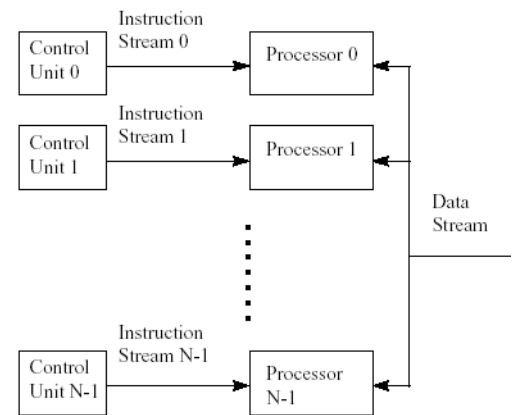 Control
Unit 0
Instruction
Stream 0
Processor 0
Control
Unit 1
Instruction
Stream 1
Processor 1
Data
Stream
Control
Unit N-1
Instruction
Stream N-1
Processor
N-1